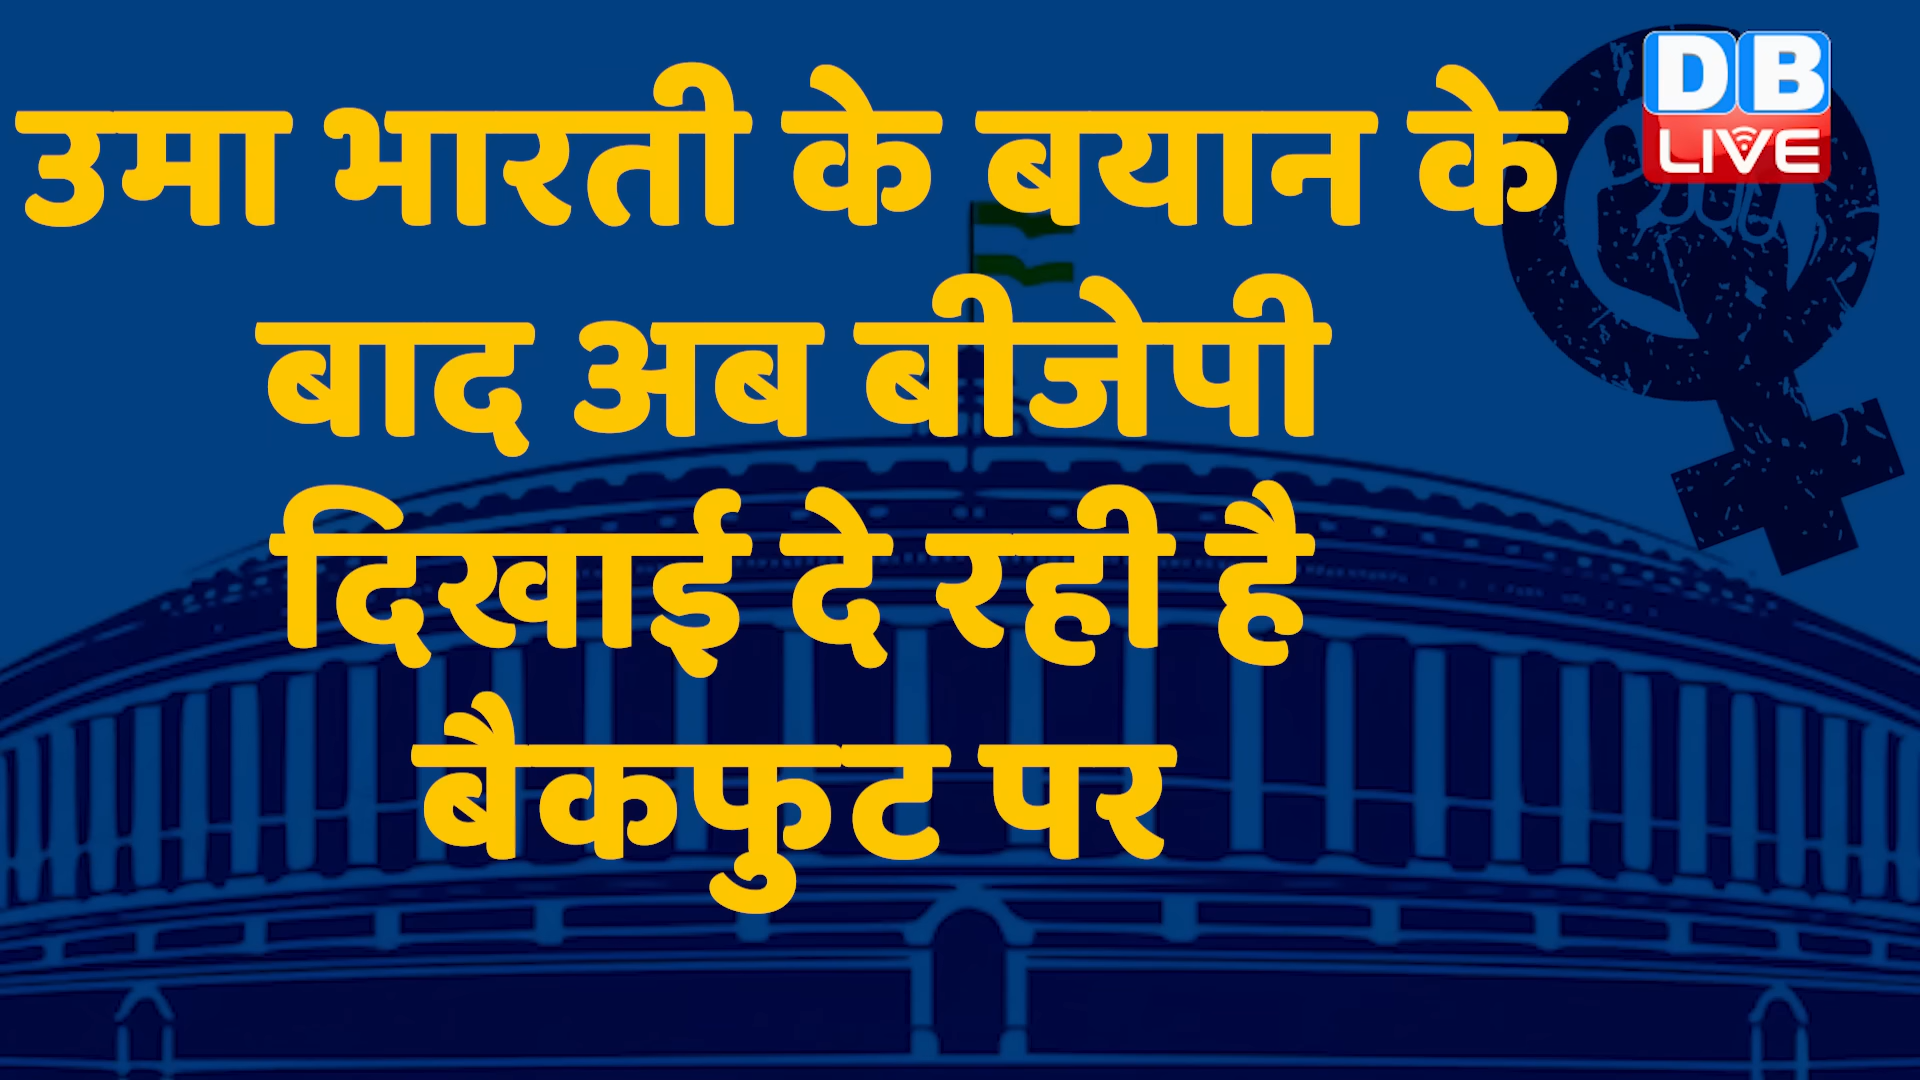 उमा भारती के बयान के
बाद अब बीजेपी
दिखाई दे रही है
बैकफुट पर
DB
LIVE